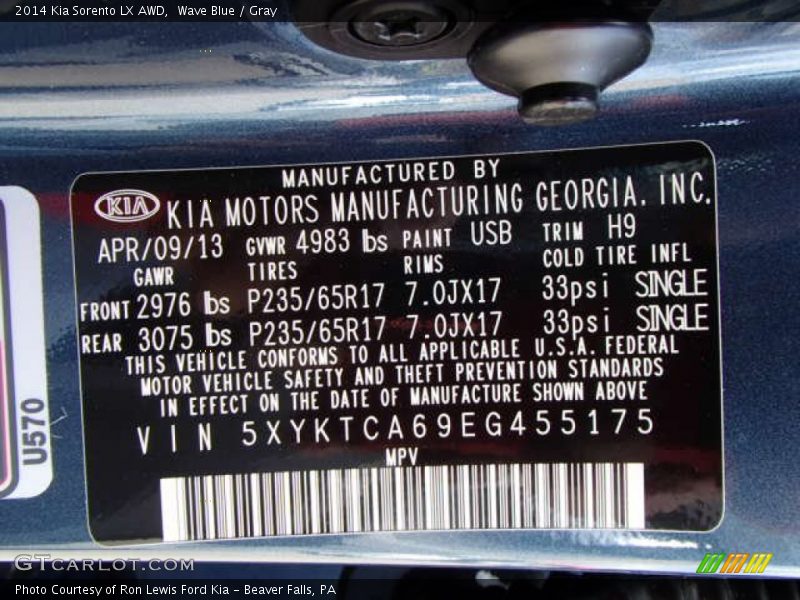 2014 Kia Sorento LX AWD,  Wave Blue / Gray
MANUFACTURED BY
KIA KIA MOTORS MANUFACTURING GEORGIA. INC.
APR/09/13 GVWR 4983 lbs PAINT USB TRIM H9
GAWR TIRES RIMS COLD TIRE INFL
FRONT 2976 lbs P235/65R17 7.0JX17 33psi SINGLE
REAR 3075 lbs P235/65R17 7.0JX17 33psi SINGLE
THIS VEHICLE CONFORMS TO ALL APPLICABLE U.S.A. FEDERAL
MOTOR VEHICLE SAFETY AND THEFT PREVENTION STANDARDS
IN EFFECT ON THE DATE OF MANUFACTURE SHOWN ABOVE
VIN 5XYKTCA69EG455175
MPV
U570
GTCARLOT.COM
Photo Courtesy of Ron Lewis Ford Kia - Beaver Falls, PA